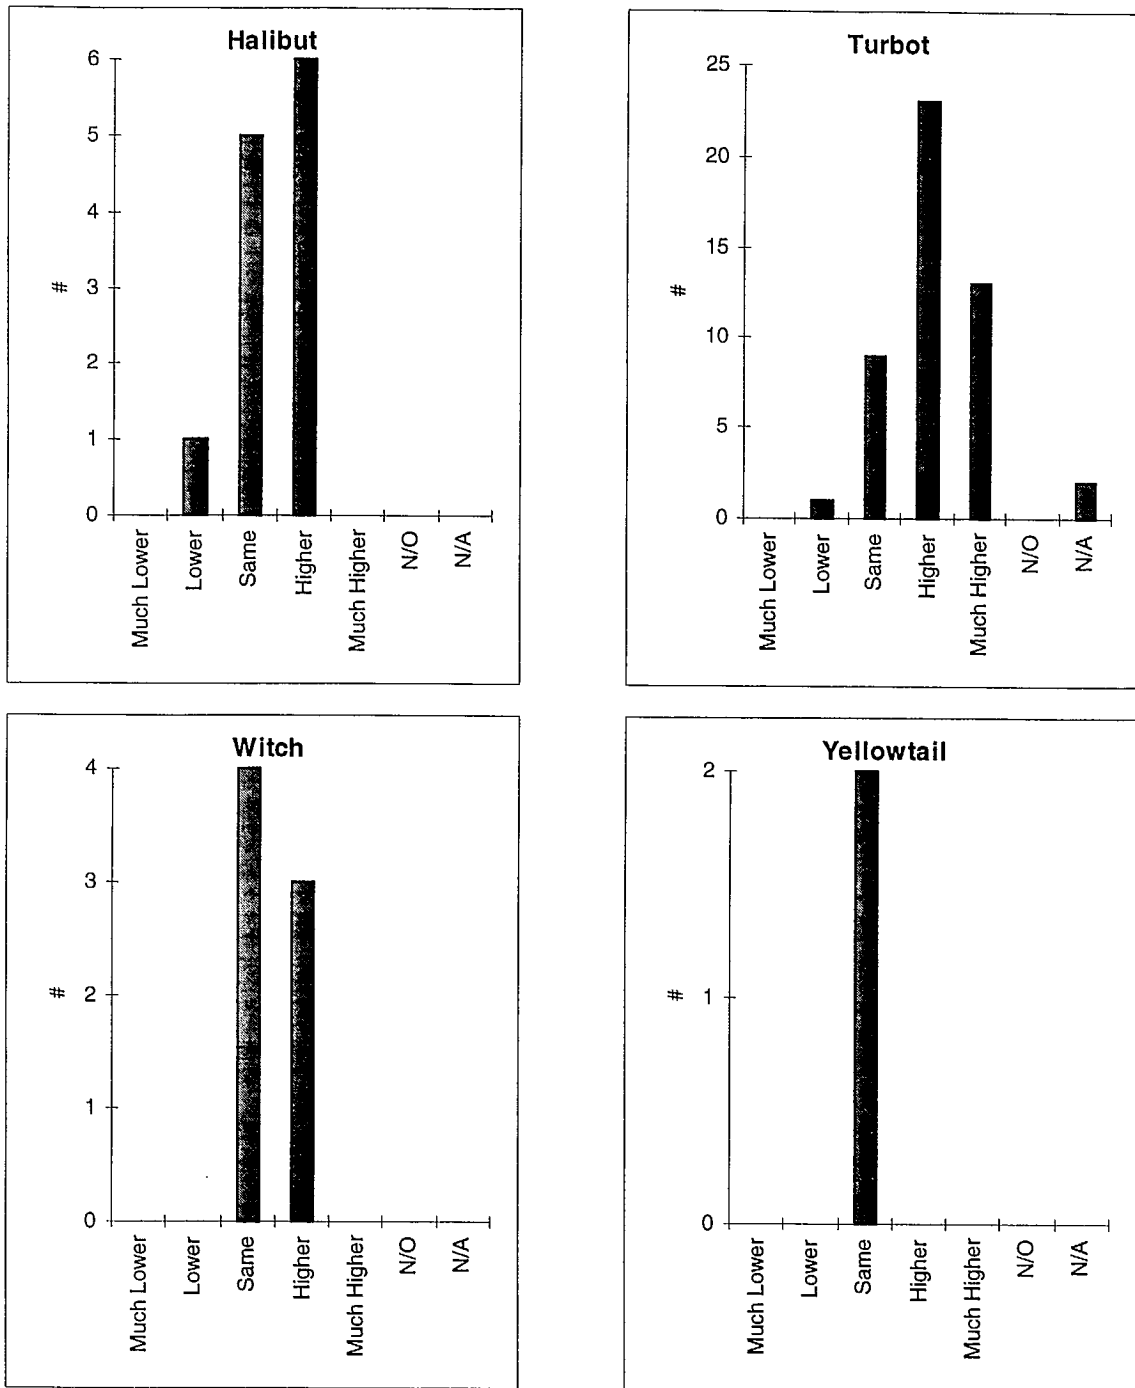 Halibut
6
5
4
3
2
1
0
#
Much Lower
Lower
Same
Higher
Much Higher
N/O
N/A
Turbot
25
20
15
10
5
0
#
Much Lower
Lower
Same
Higher
Much Higher
N/O
N/A
Witch
4
3
2
1
0
#
Much Lower
Lower
Same
Higher
Much Higher
N/O
N/A
Yellowtail
2
1
0
#
Much Lower
Lower
Same
Higher
Much Higher
N/O
N/A